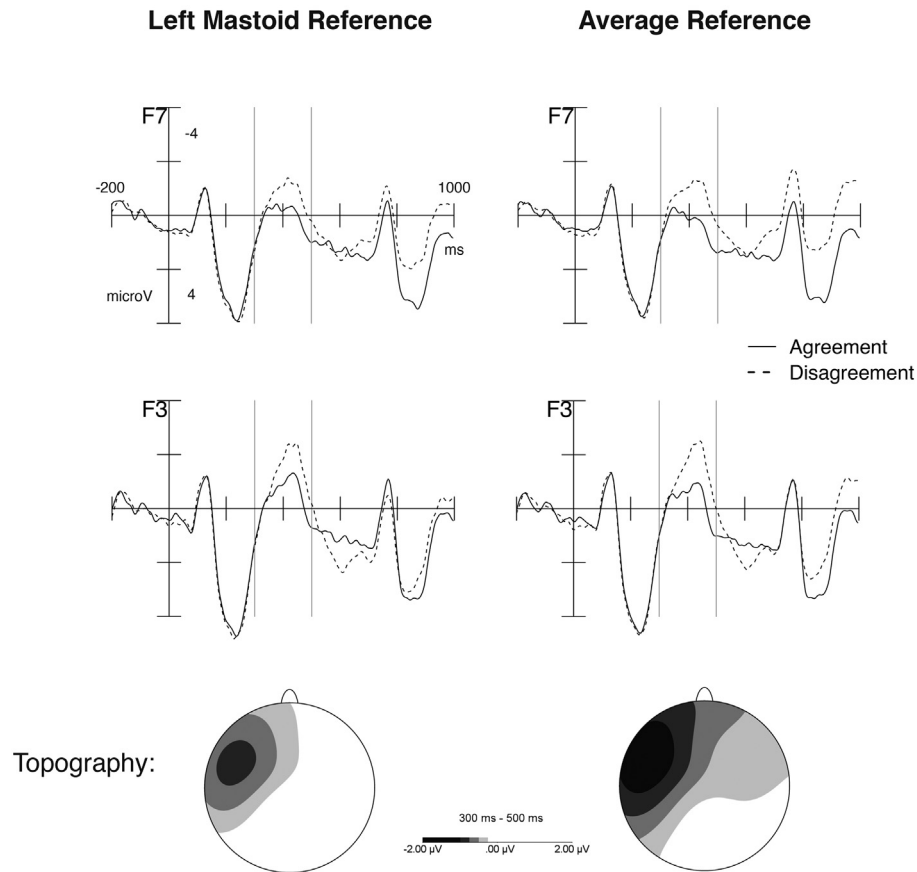 Left Mastoid Reference
Average Reference
F7
-4
-200
1000
ms
microV
4
F7
Agreement
Disagreement
F3
F3
Topography:
300 ms - 500 ms
-2.00 µV .00 µV 2.00 µV